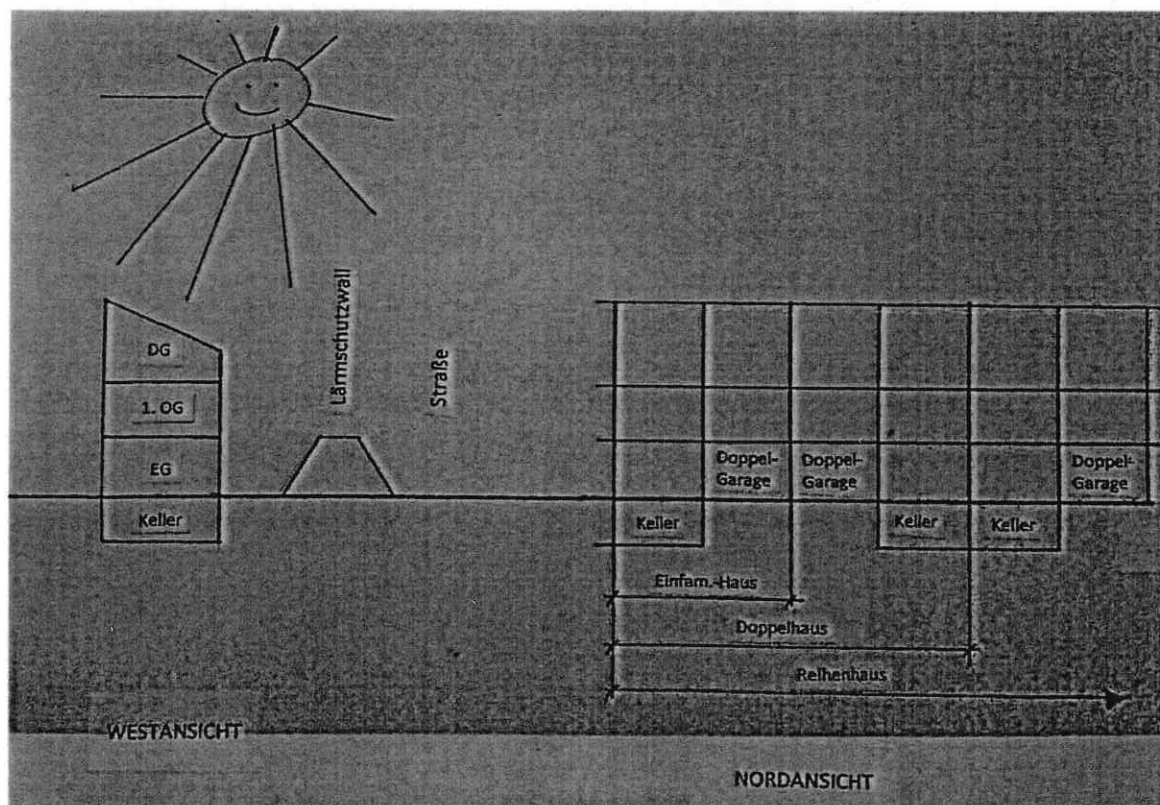 DG
1. OG
EG
Keller
Lärmschutzwall
Straße
WESTANSICHT
Doppel-
Garage
Doppel-
Garage
Doppel-
Garage
Keller
Keller
Keller
Einfam.-Haus
Doppelhaus
Reihenhaus
NORDANSICHT